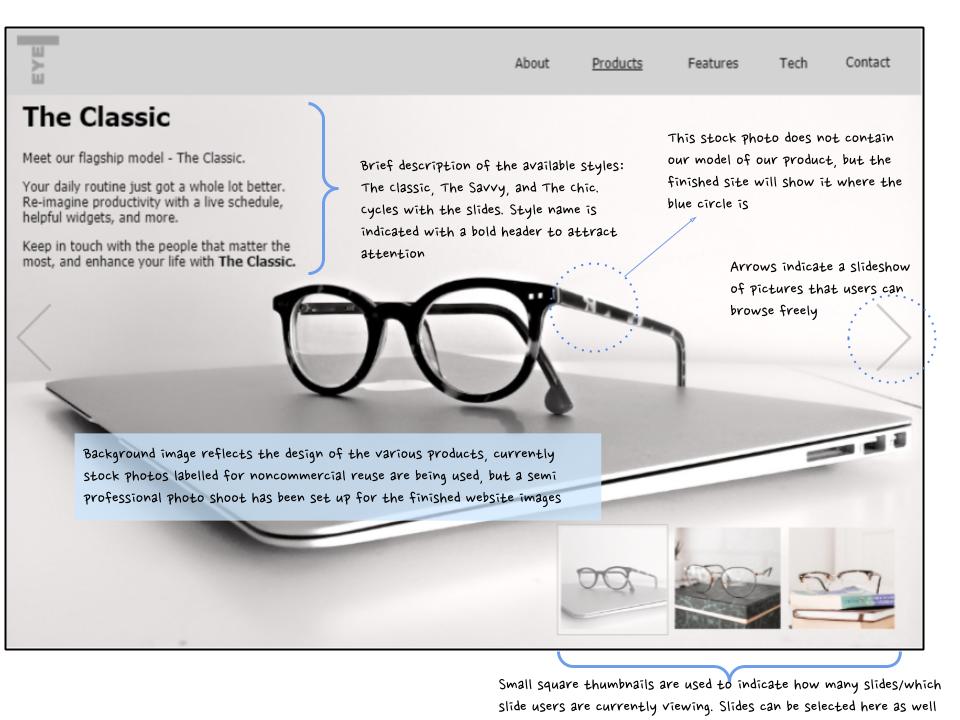 EYE
About Products Features Tech Contact
The Classic
Meet our flagship model - The Classic.
Your daily routine just got a whole lot better.
Re-imagine productivity with a live schedule,
helpful widgets, and more.
Keep in touch with the people that matter the
most, and enhance your life with The Classic.
Brief description of the available styles:
The classic, The Savvy, and The chic.
cycles with the slides. Style name is
indicated with a bold header to attract
attention
This stock photo does not contain
our model of our product, but the
finished site will show it where the
blue circle is
Arrows indicate a slideshow
of pictures that users can
browse freely
Background image reflects the design of the various products, currently
stock photos labelled for noncommercial reuse are being used, but a semi
professional photo shoot has been set up for the finished website images
Small square thumbnails are used to indicate how many slides/which
slide users are currently viewing. Slides can be selected here as well